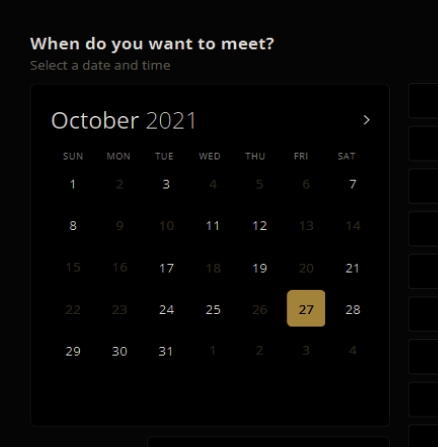 When do you want to meet?
Select a date and time
October 2021 >
SUN MON TUE WED THU FRI SAT
1 2 3 4 5 6 7
8 9 10 11 12 13 14
15 16 17 18 19 20 21
22 23 24 25 26 27 28
29 30 31 1 2 3 4